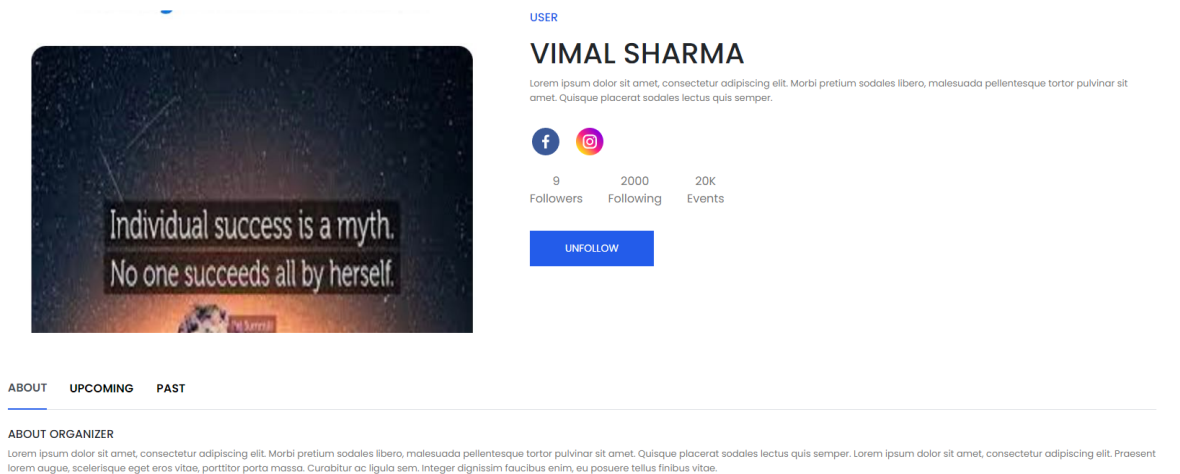 USER
VIMAL SHARMA
Lorem ipsum dolor sit amet, consectetur adipiscing elit. Morbi pretium sodales libero, malesuada pellentesque tortor pulvinar sit
amet. Quisque placerat sodales lectus quis semper.
9 2000 20K
Followers Following Events
UNFOLLOW
Individual success is a myth.
No one succeeds all by herself.
Pat Summitt
ABOUT UPCOMING PAST
ABOUT ORGANIZER
Lorem ipsum dolor sit amet, consectetur adipiscing elit. Morbi pretium sodales libero, malesuada pellentesque tortor pulvinar sit amet. Quisque placerat sodales lectus quis semper. Lorem ipsum dolor sit amet, consectetur adipiscing elit. Praesent
lorem augue, scelerisque eget eros vitae, porttitor porta massa. Curabitur ac ligula sem. Integer dignissim faucibus enim, eu posuere tellus finibus vitae.